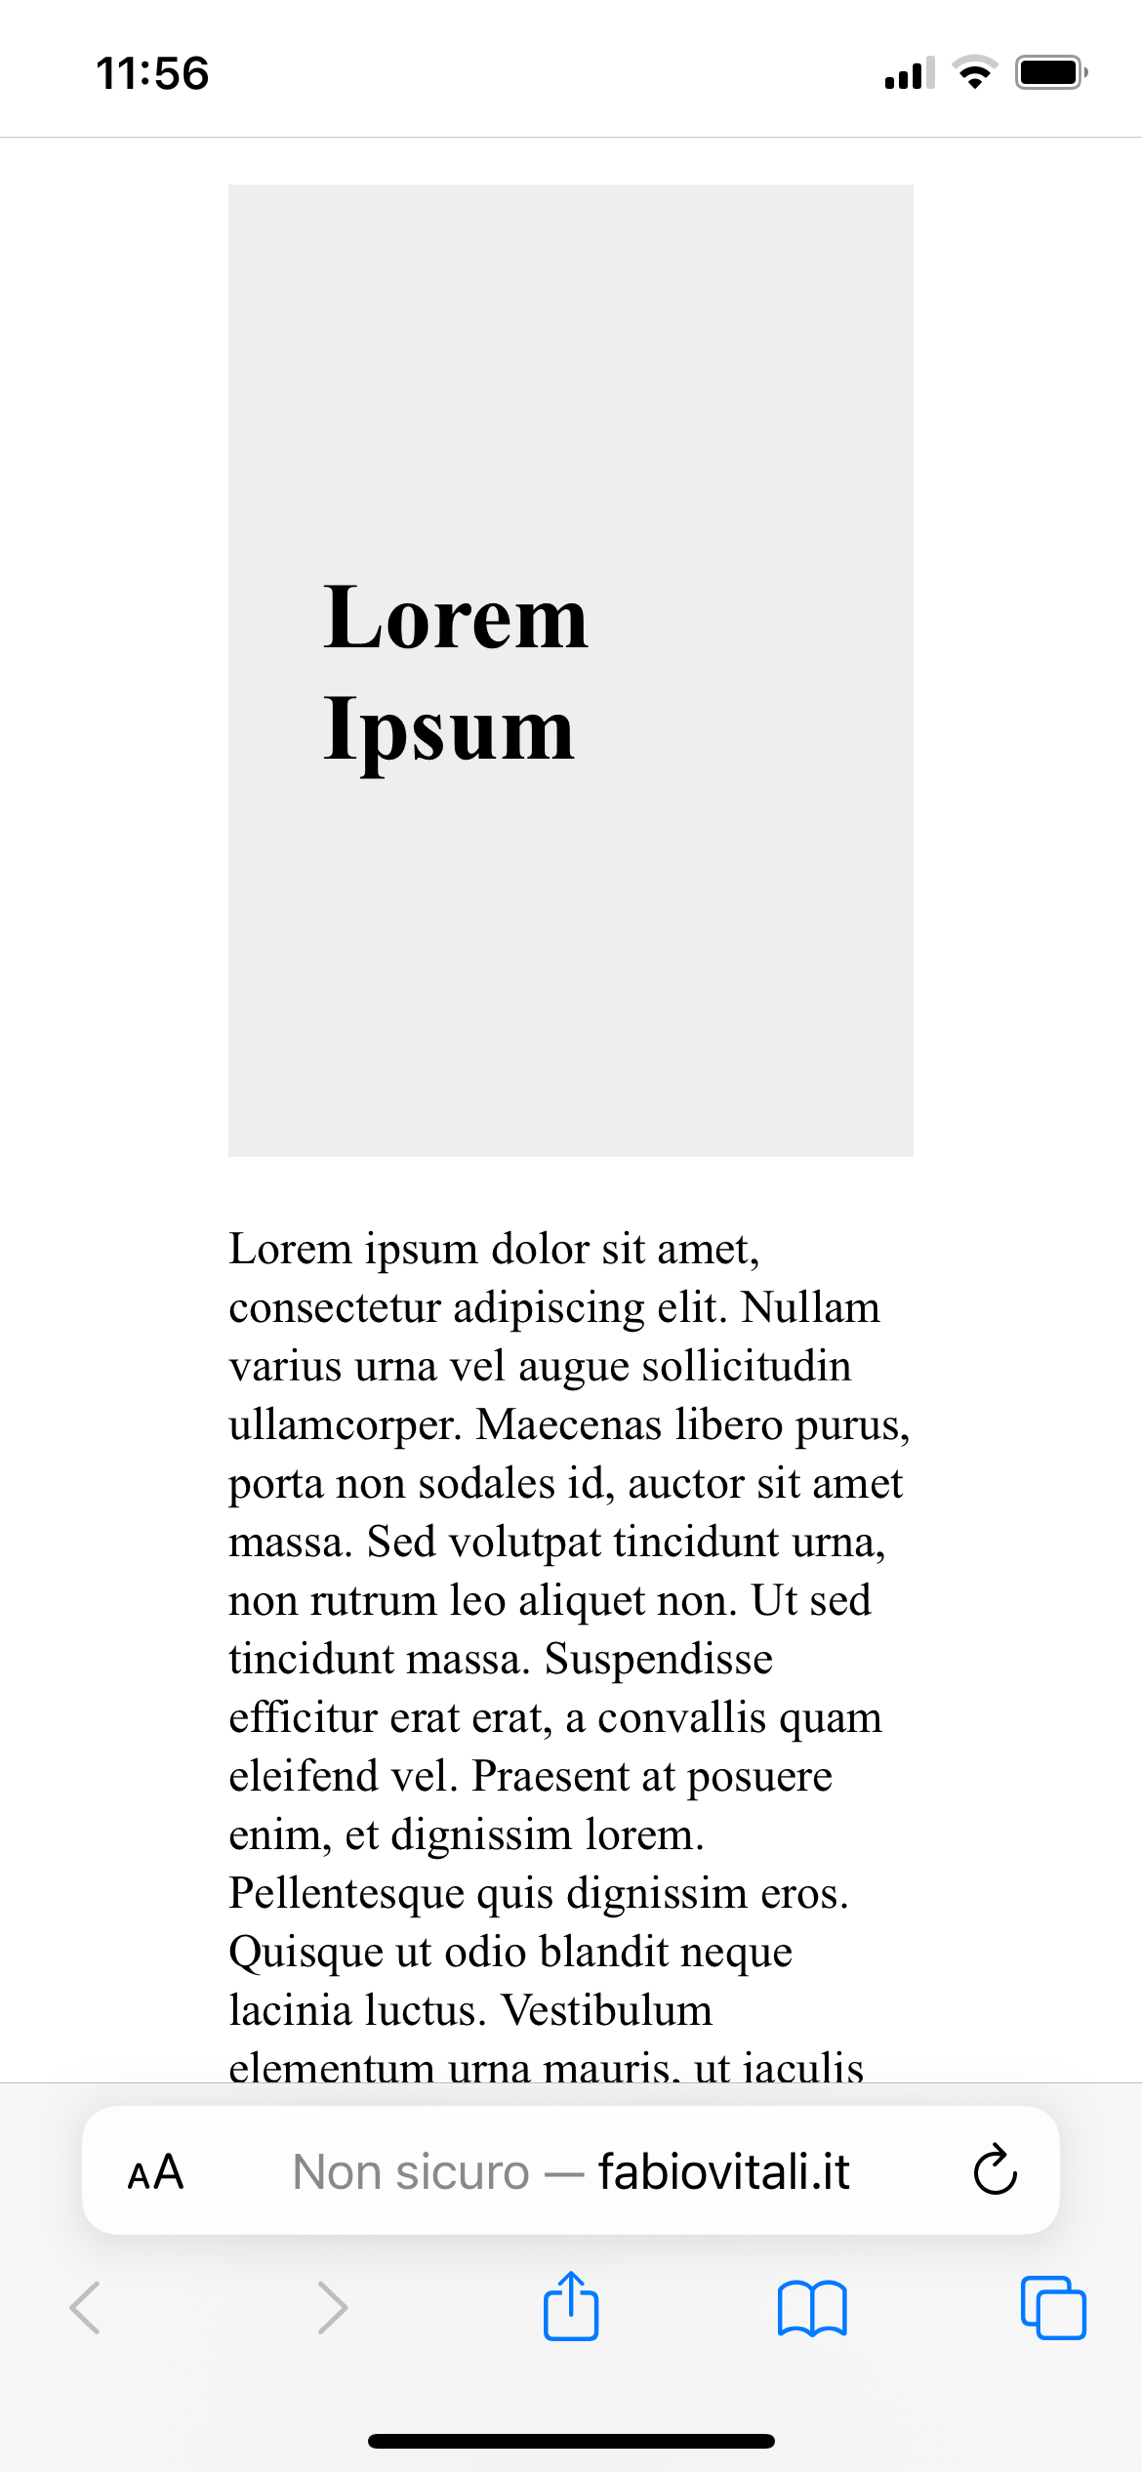 11:56
Lorem
Ipsum
Lorem ipsum dolor sit amet,
consectetur adipiscing elit. Nullam
varius urna vel augue sollicitudin
ullamcorper. Maecenas libero purus,
porta non sodales id, auctor sit amet
massa. Sed volutpat tincidunt urna,
non rutrum leo aliquet non. Ut sed
tincidunt massa. Suspendisse
efficitur erat erat, a convallis quam
eleifend vel. Praesent at posuere
enim, et dignissim lorem.
Pellentesque quis dignissim eros.
Quisque ut odio blandit neque
lacinia luctus. Vestibulum
elementum urna mauris, ut iaculis
AA Non sicuro — fabiovitali.it